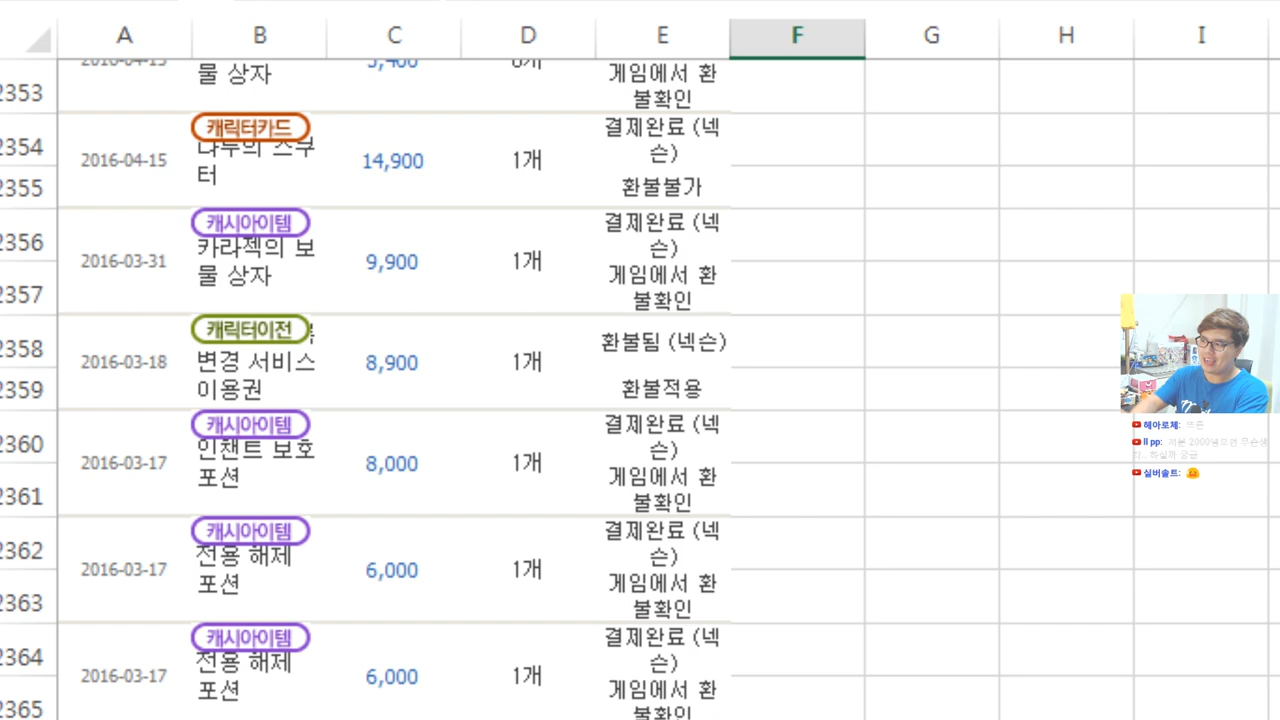 A B C D E F G H I
2353
물 상자
게임에서 환
불확인
2354
2355
2016-04-15
캐릭터카드
너구리 스쿠
터
14,900
1개
결제완료 (넥
슨)
환불불가
2356
2357
2016-03-31
캐시아이템
카라젝의 보
물 상자
9,900
1개
결제완료 (넥
슨)
게임에서 환
불확인
2358
2359
2016-03-18
캐릭터이전
변경 서비스
이용권
8,900
1개
환불됨 (넥슨)
환불적용
2360
2361
2016-03-17
캐시아이템
인챈트 보호
포션
8,000
1개
결제완료 (넥
슨)
게임에서 환
불확인
2362
2363
2016-03-17
캐시아이템
전용 해제
포션
6,000
1개
결제완료 (넥
슨)
게임에서 환
불확인
2364
2365
2016-03-17
캐시아이템
전용 해제
포션
6,000
1개
결제완료 (넥
슨)
게임에서 환
불확인
헤아로체:
ll pp:
실버솔트: